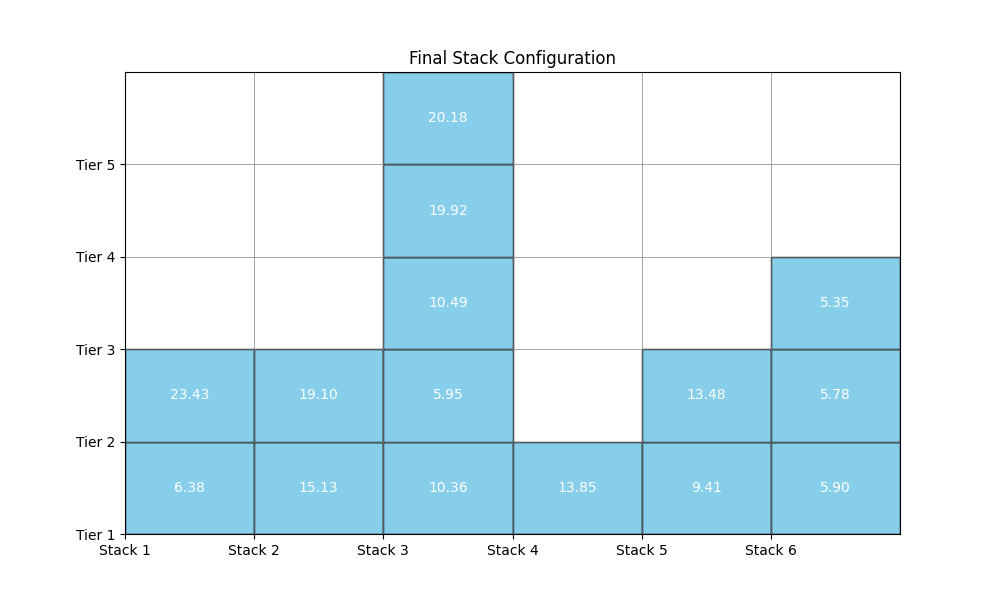 Final Stack Configuration
20.18
Tier 5
19.92
Tier 4
10.49 5.35
Tier 3
23.43 19.10 5.95 13.48 5.78
Tier 2
6.38 15.13 10.36 13.85 9.41 5.90
Tier 1
Stack 1 Stack 2 Stack 3 Stack 4 Stack 5 Stack 6